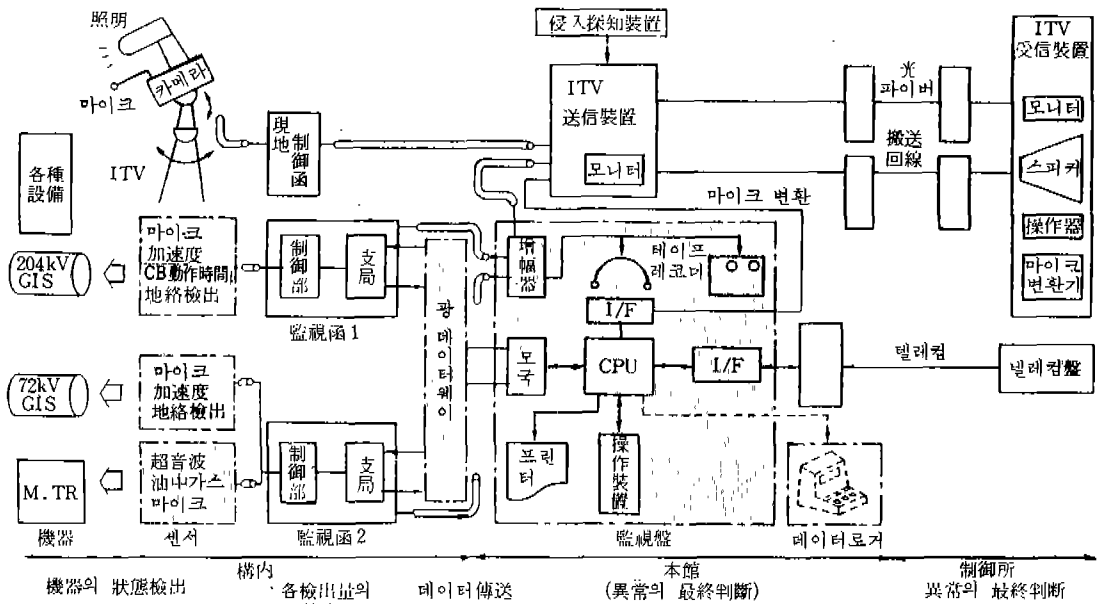 照明
카메라
마이크
ITV
各種
設備
現地
制御函
侵入探知裝置
ITV
送信裝置
모니터
光
파이버
搬送
回線
ITV
受信裝置
모니터
스피커
操作器
마이크
변환기
마이크 변환
204kV
GIS
마이크
加速度
CB動作時間
地絡檢出
制御部
支局
監視函1
72kV
GIS
마이크
加速度
地絡檢出
M.TR
機器
超音波
油中가스
마이크
센서
制御部
支局
監視函2
광 데이터웨이
增幅器
테이프
레코더
I/F
모국
CPU
I/F
프린터
操作裝置
監視盤
텔레컴
텔레컴盤
데이터로거
構内
本館
制御所
機器의 狀態檢出
各檢出量의
데이터傳送
(異常의 最終判斷)
異常의 最終判断